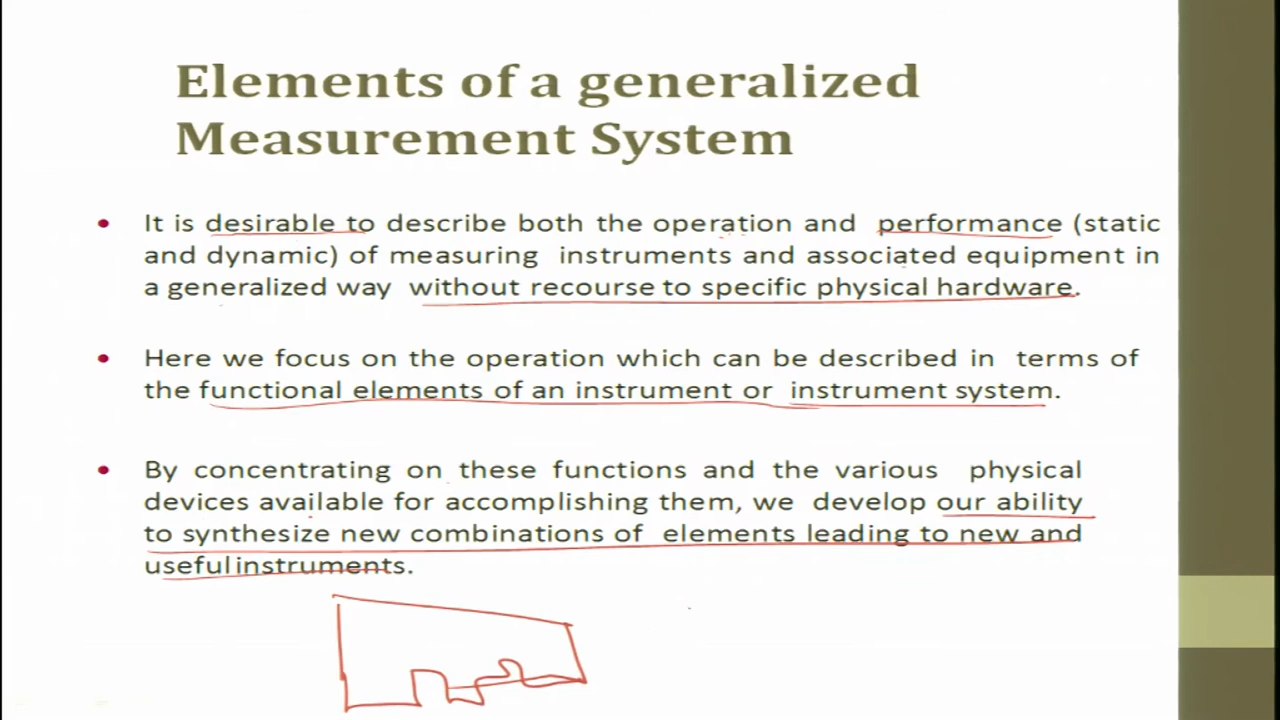 Elements of a generalized
Measurement System
• It is desirable to describe both the operation and performance (static
and dynamic) of measuring instruments and associated equipment in
a generalized way without recourse to specific physical hardware.
• Here we focus on the operation which can be described in terms of
the functional elements of an instrument or instrument system.
• By concentrating on these functions and the various physical
devices available for accomplishing them, we develop our ability
to synthesize new combinations of elements leading to new and
useful instruments.